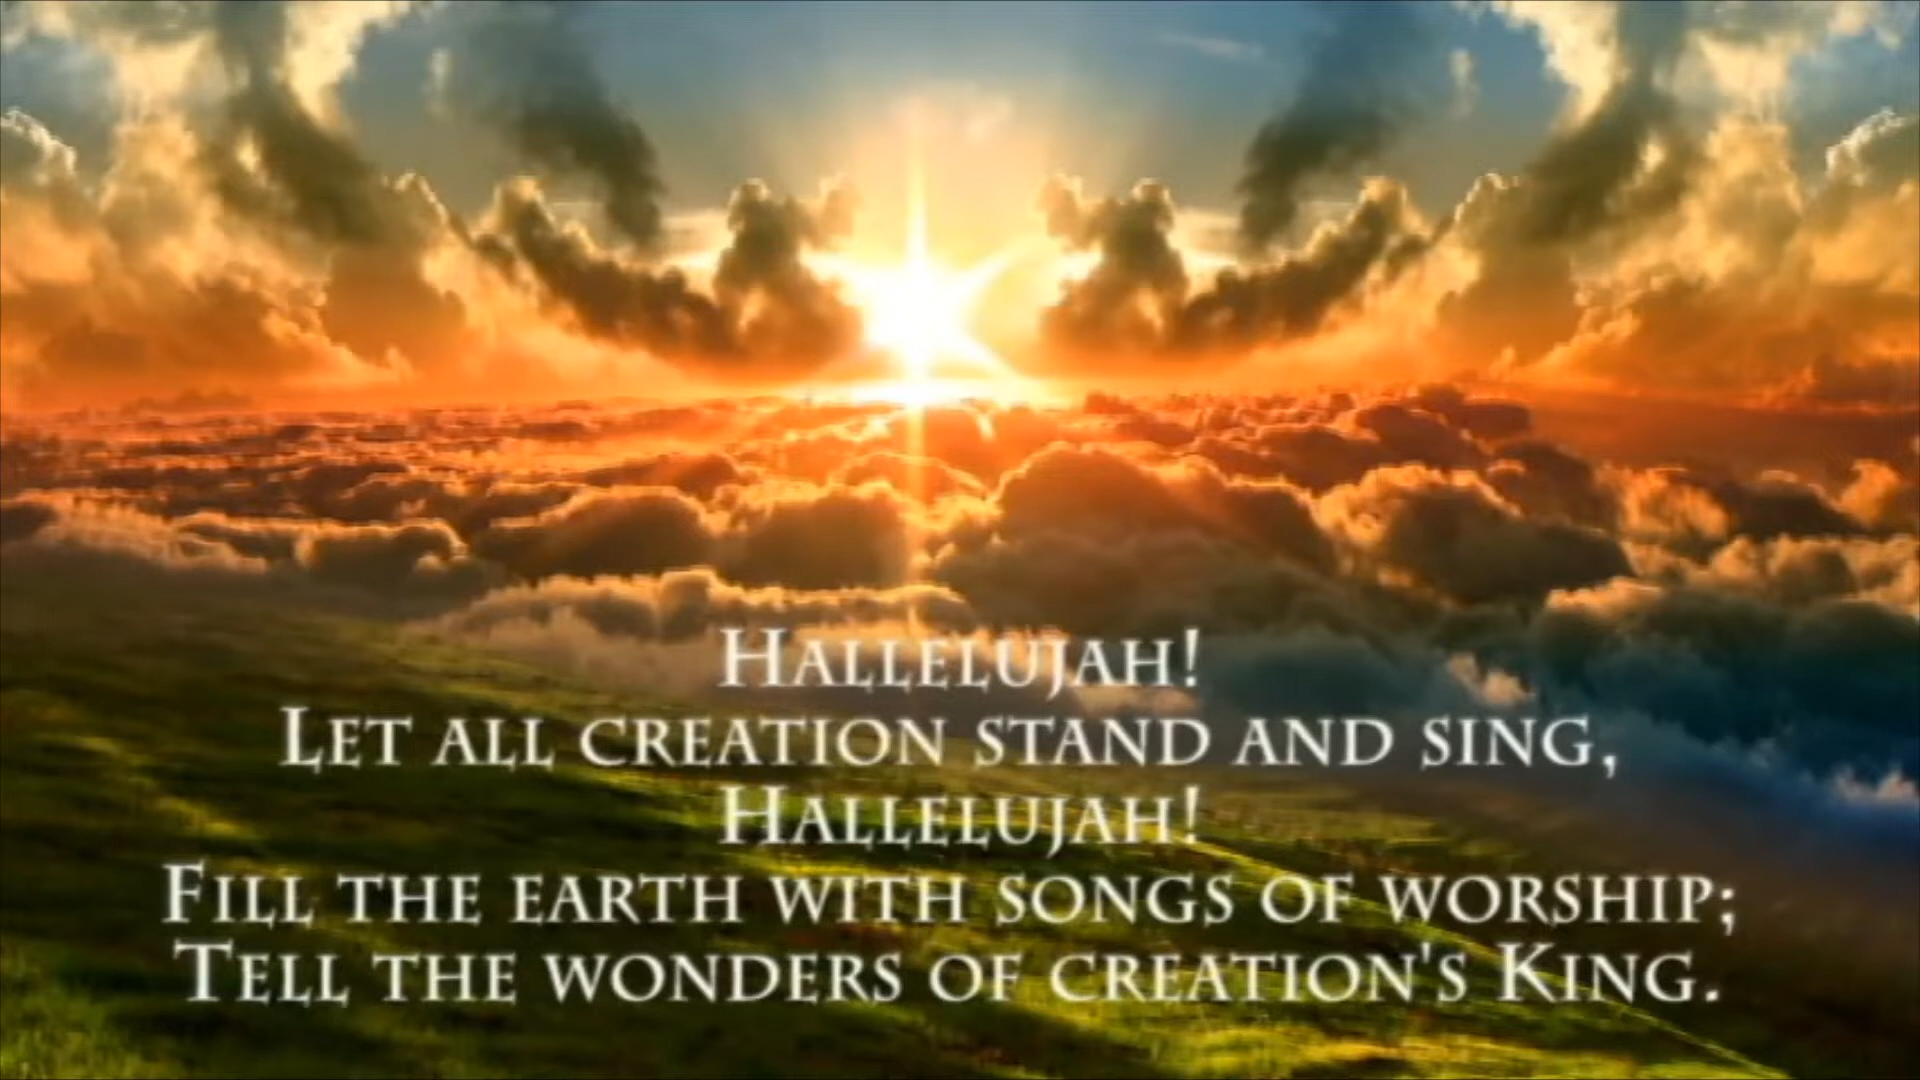 Hallelujah!
Let all creation stand and sing,
Hallelujah!
Fill the earth with songs of worship;
Tell the wonders of creation's King.